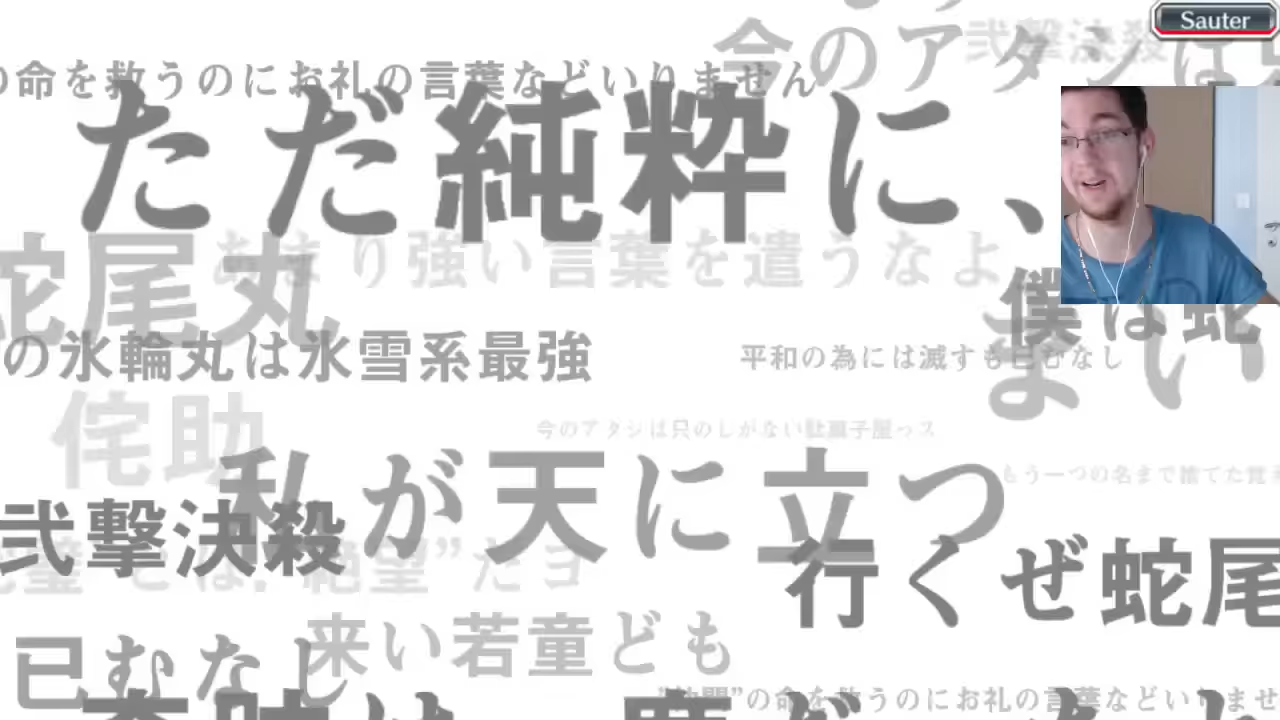 Sauter
今のアタシは
弐撃決殺
の命を救うのにお礼の言葉などいりません
ただ純粋に、
蛇尾丸
あまり強い言葉を遣うなよ
僕は蛇
の氷輪丸は氷雪系最強
平和の為には滅すも已むなし
まい
侘助
今のアタシは只のしがない駄菓子屋っス
私が天に立つ
もう一つの名まで捨てた覚
弐撃決殺
とは、“絶望”だヨ
行くぜ蛇尾
来い若童ども
已むなし
”の命を救うのにお礼の言葉などいりませ